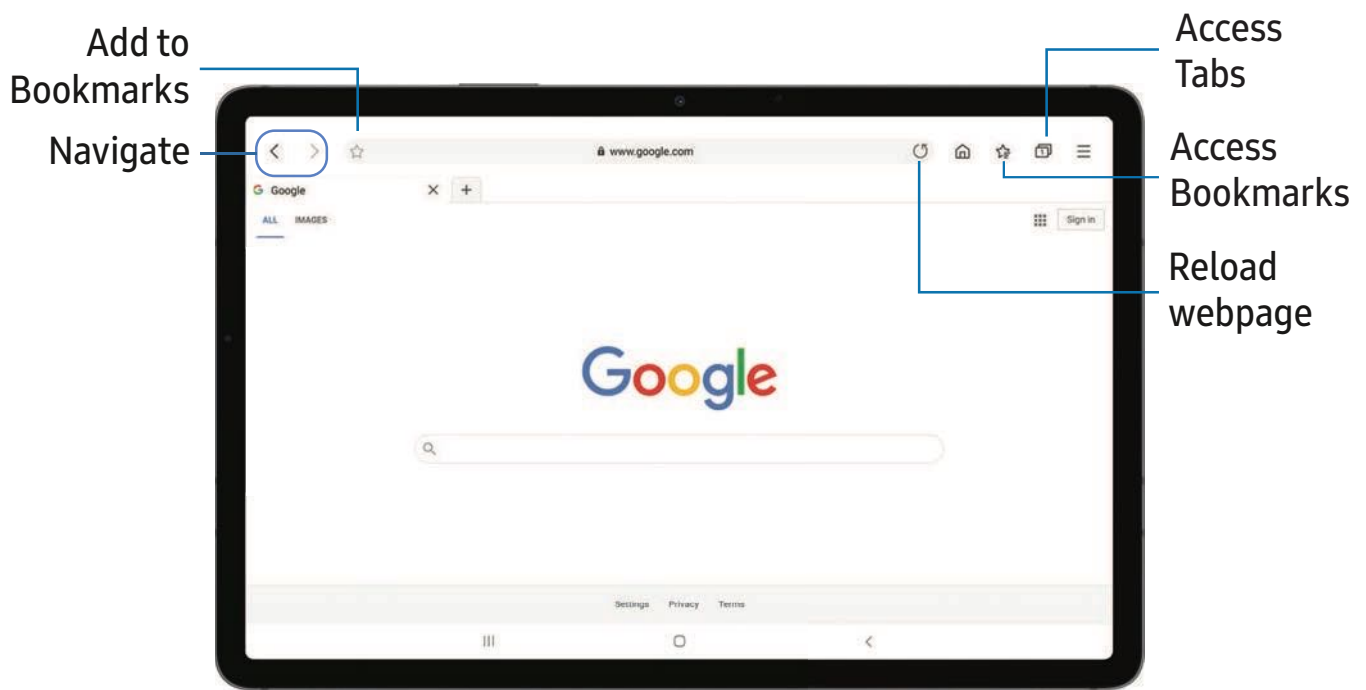 Add to
Bookmarks
Navigate
Access
Tabs
Access
Bookmarks
Reload
webpage
www.google.com
1
G Google
ALL IMAGES
Sign in
Google
Settings Privacy Terms